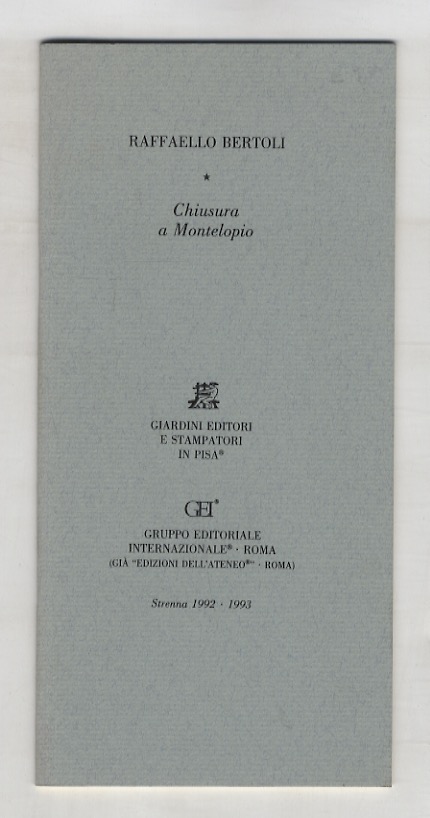 RAFFAELLO BERTOLI
★
Chiusura
a Montelopio
GIARDINI EDITORI
E STAMPATORI
IN PISA®
GEI®
GRUPPO EDITORIALE
INTERNAZIONALE® · ROMA
(GIÀ "EDIZIONI DELL'ATENEO®" · ROMA)
Strenna 1992 · 1993